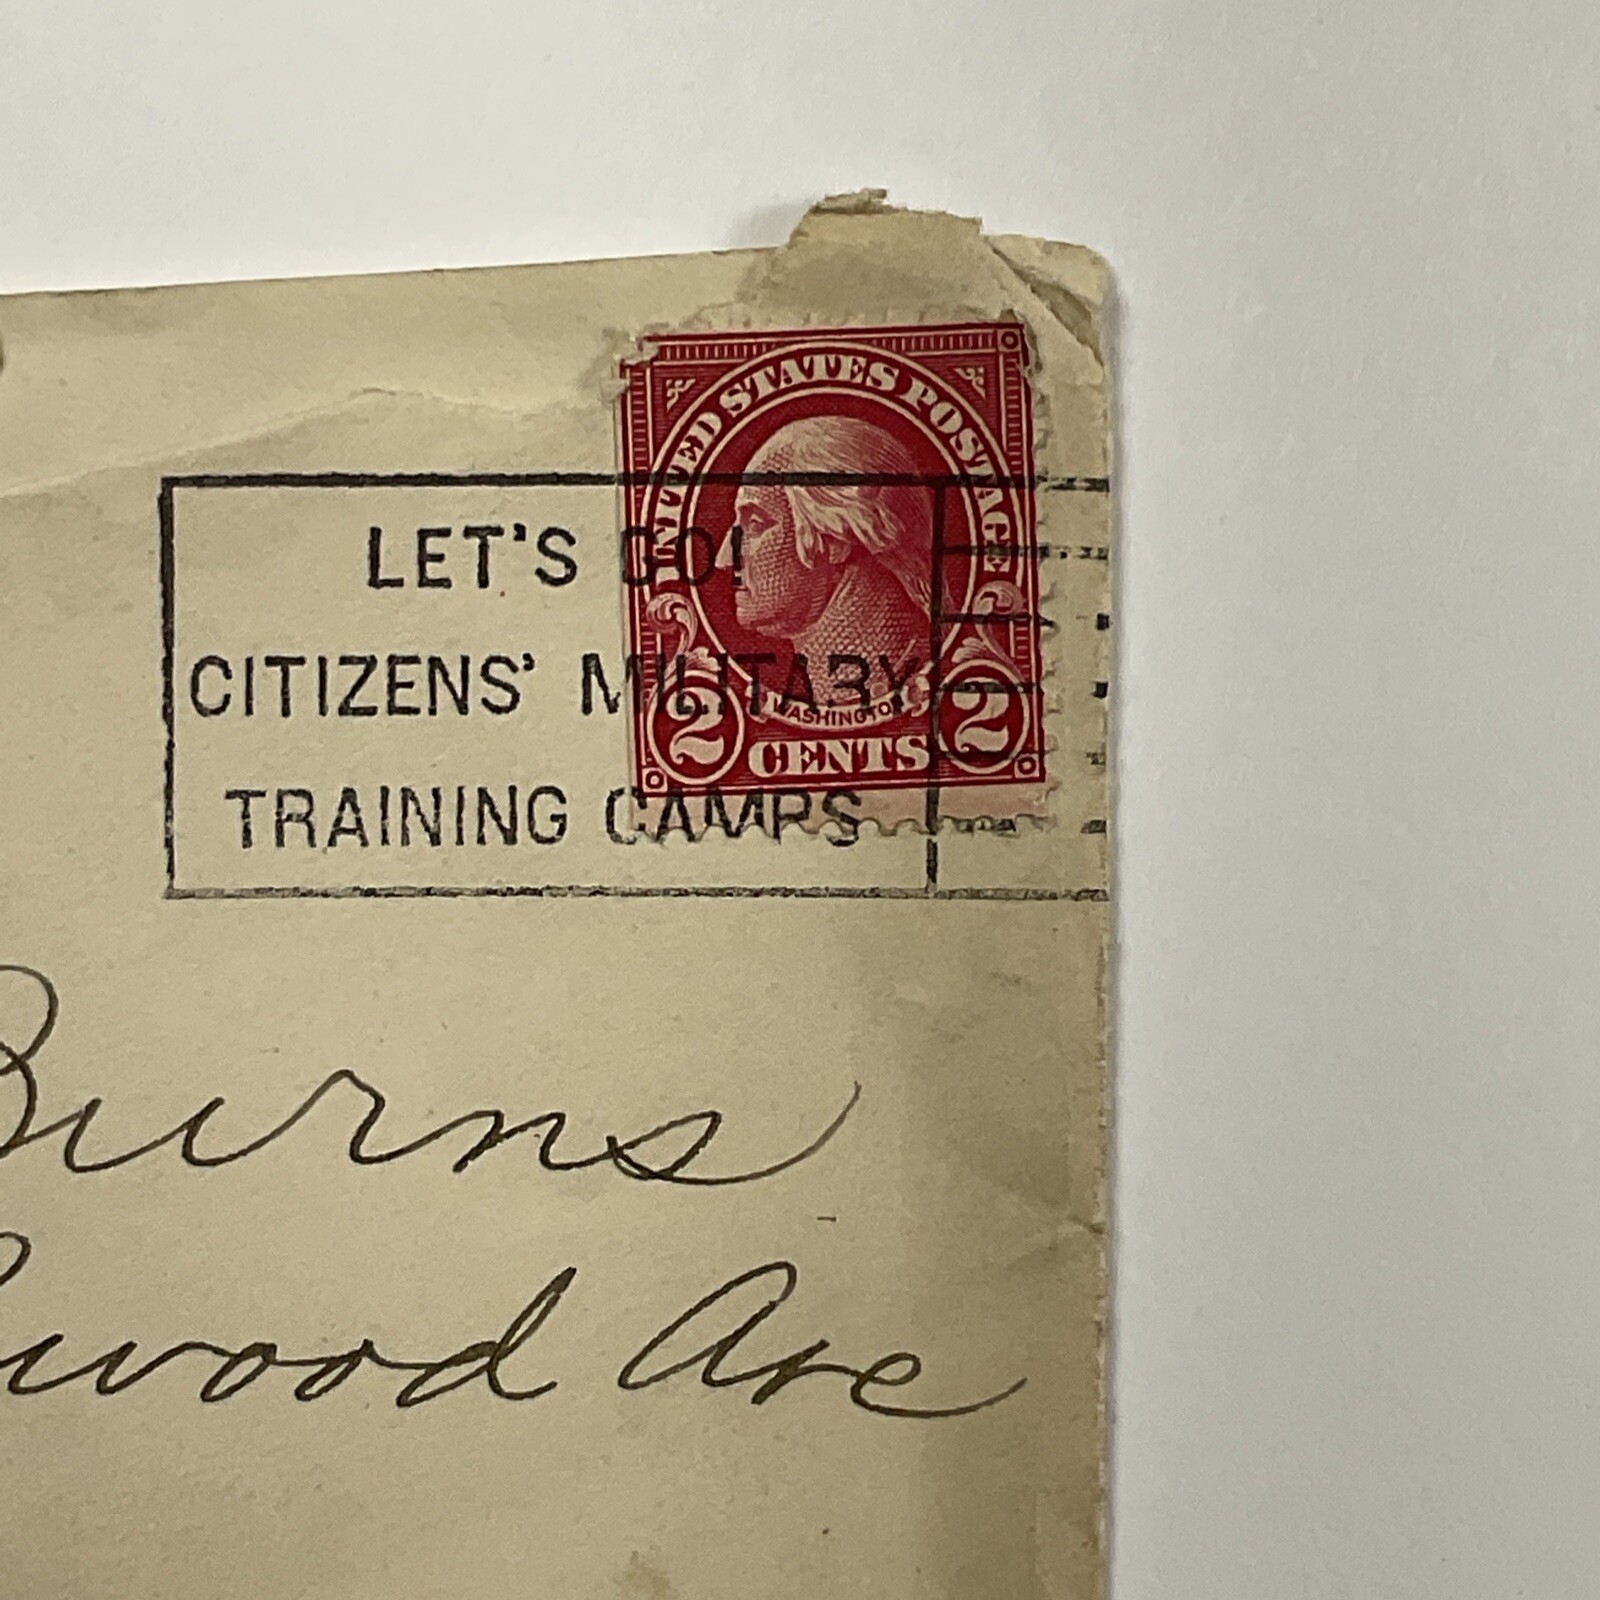 UNITED STATES POSTAGE
WASHINGTON
2 CENTS 2
LET'S GO!
CITIZENS' MILITARY
TRAINING CAMPS
Burns
wood Ave